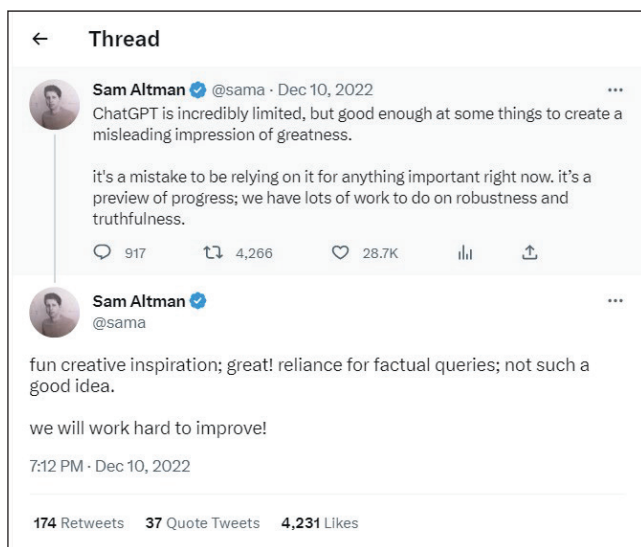 Thread
Sam Altman @sama · Dec 10, 2022
ChatGPT is incredibly limited, but good enough at some things to create a
misleading impression of greatness.
it's a mistake to be relying on it for anything important right now. it’s a
preview of progress; we have lots of work to do on robustness and
truthfulness.
917 4,266 28.7K
Sam Altman
@sama
fun creative inspiration; great! reliance for factual queries; not such a
good idea.
we will work hard to improve!
7:12 PM · Dec 10, 2022
174 Retweets 37 Quote Tweets 4,231 Likes